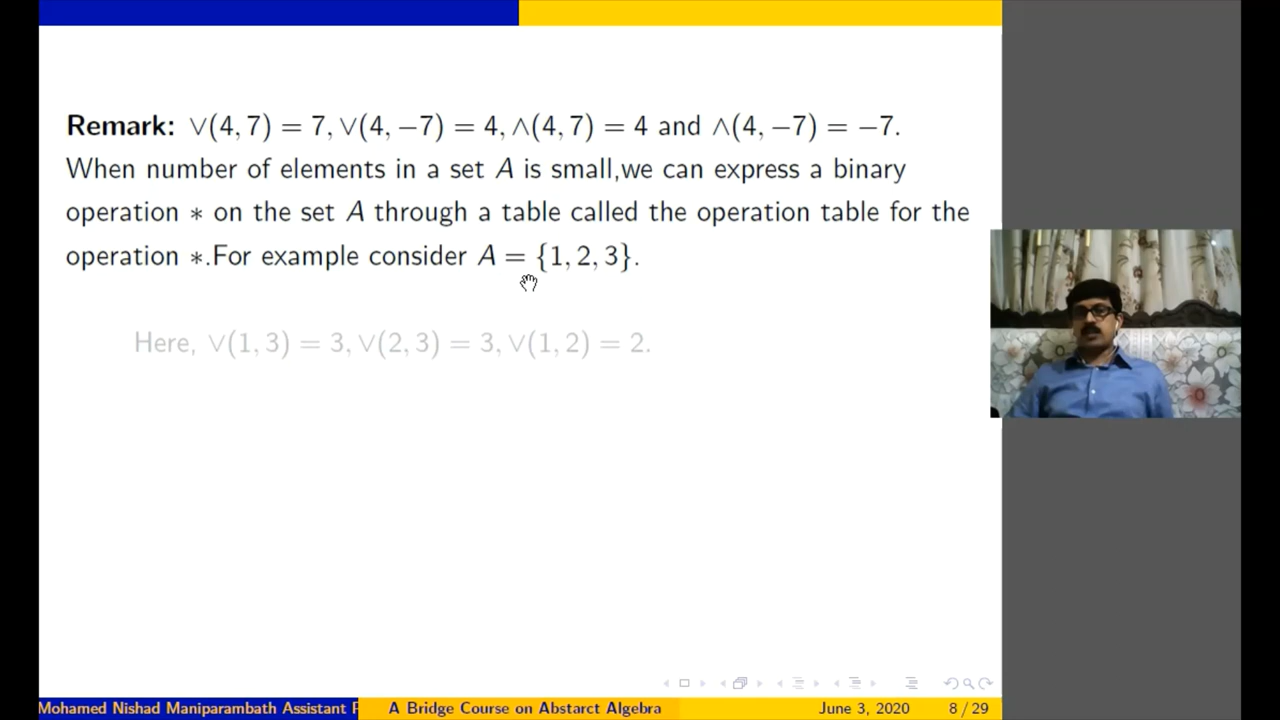 Remark: ∨(4, 7) = 7, ∨(4, −7) = 4, ∧(4, 7) = 4 and ∧(4, −7) = −7.
When number of elements in a set A is small,we can express a binary
operation ∗ on the set A through a table called the operation table for the
operation ∗.For example consider A = {1, 2, 3}.
Here, ∨(1, 3) = 3, ∨(2, 3) = 3, ∨(1, 2) = 2.
Mohamed Nishad Maniparambath Assistant P
A Bridge Course on Abstarct Algebra
June 3, 2020
8 / 29